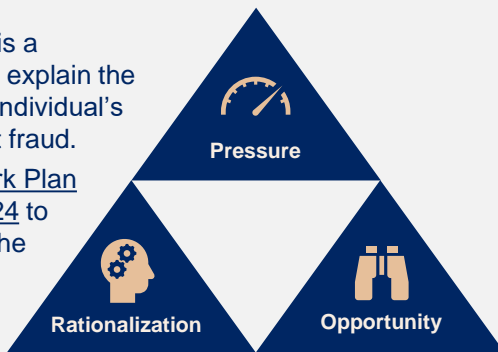 is a
explain the
ndividual's
t fraud.
rk Plan
24 to
he
Pressure
Rationalization
Opportunity